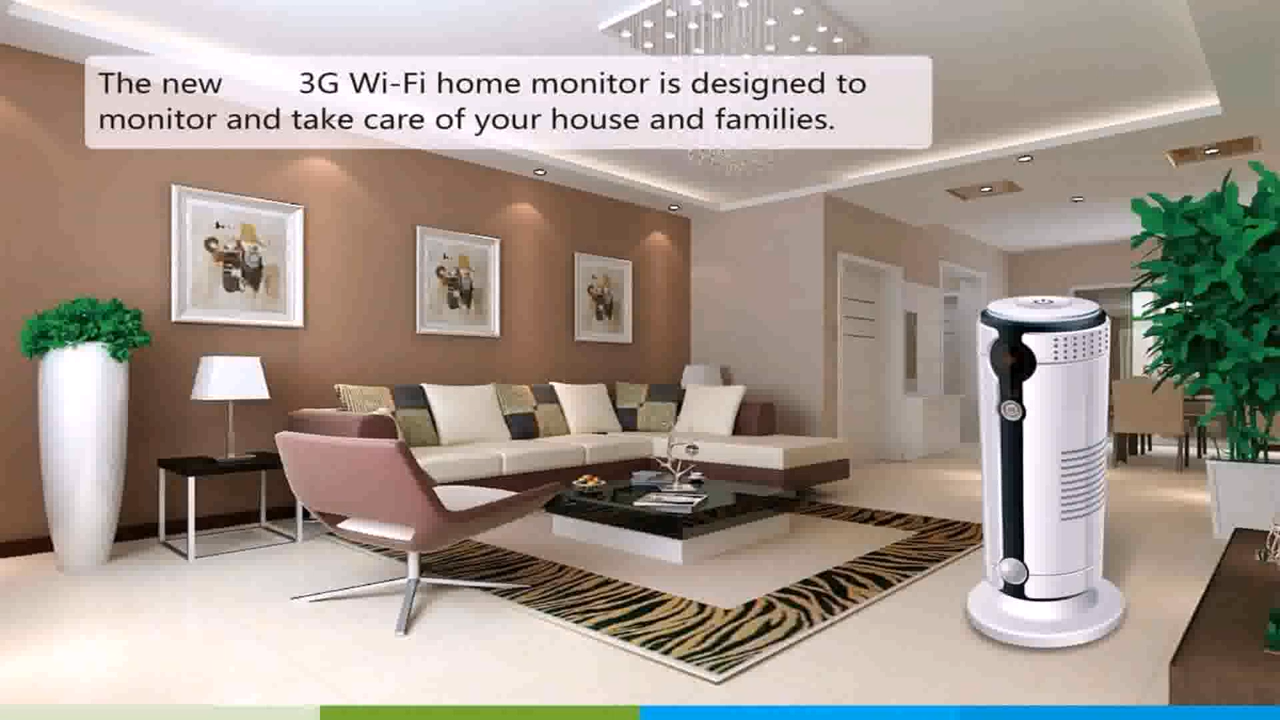 The new 3G Wi-Fi home monitor is designed to
monitor and take care of your house and families.